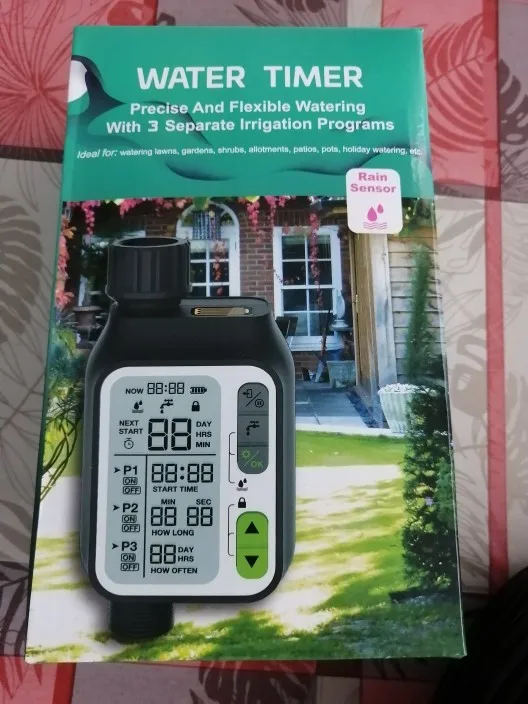 WATER TIMER
Precise And Flexible Watering
With 3 Separate Irrigation Programs
Ideal for: watering lawns, gardens, shrubs, allotments, patios, pots, holiday watering, etc.
Rain
Sensor
NOW 88:88
NEXT
START
88
DAY
HRS
MIN
OK
P1
ON
OFF
88:88
START TIME
P2
ON
OFF
MIN SEC
88 88
HOW LONG
P3
ON
OFF
88 DAY
HRS
HOW OFTEN